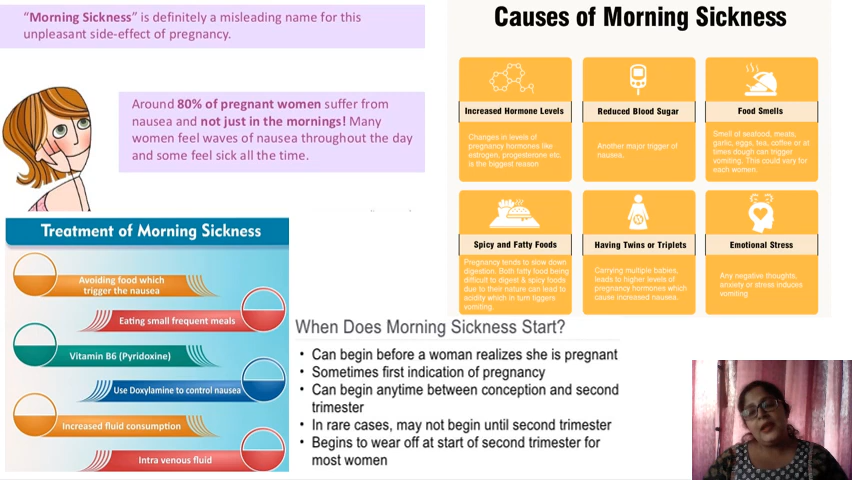 “Morning Sickness” is definitely a misleading name for this
unpleasant side-effect of pregnancy.
Around 80% of pregnant women suffer from
nausea and not just in the mornings! Many
women feel waves of nausea throughout the day
and some feel sick all the time.
Causes of Morning Sickness
Increased Hormone Levels
Changes in levels of
pregnancy hormones like
estrogen, progesterone etc.
is the biggest reason
Reduced Blood Sugar
Another major trigger of
nausea.
Food Smells
Smell of seafood, meats,
garlic, eggs, tea, coffee or at
times dough can trigger
vomiting. This could vary for
each women.
Spicy and Fatty Foods
Pregnancy tends to slow down
digestion. Both fatty food being
difficult to digest & spicy foods
due to their nature can lead to
acidity which in turn liggers
vomiting.
Having Twins or Triplets
Carrying multiple babies,
leads to higher levels of
pregnancy hormones which
cause increased nausea.
Emotional Stress
Any negative thoughts,
anxiety or stress induces
vomiting
Treatment of Morning Sickness
Avoiding food which
trigger the nausea
Eating small frequent meals
Vitamin B6 (Pyridoxine)
Use Doxylamine to control nausea
Increased fluid consumption
Intra venous fluid
When Does Morning Sickness Start?
• Can begin before a woman realizes she is pregnant
• Sometimes first indication of pregnancy
• Can begin anytime between conception and second
trimester
• In rare cases, may not begin until second trimester
• Begins to wear off at start of second trimester for
most women